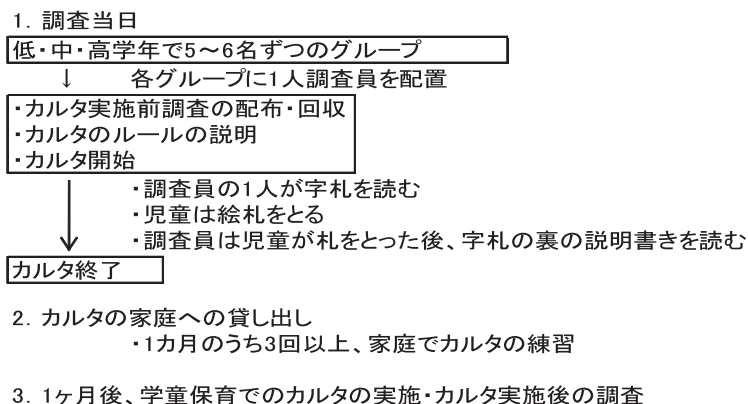 1．調査当日
低・中・高学年で5～6名ずつのグループ
↓　各グループに1人調査員を配置
・カルタ実施前調査の配布・回収
・カルタのルールの説明
・カルタ開始
・調査員の1人が字札を読む
・児童は絵札をとる
・調査員は児童が札をとった後、字札の裏の説明書きを読む
カルタ終了
2．カルタの家庭への貸し出し
・1カ月のうち3回以上、家庭でカルタの練習
3．1ヶ月後、学童保育でのカルタの実施・カルタ実施後の調査